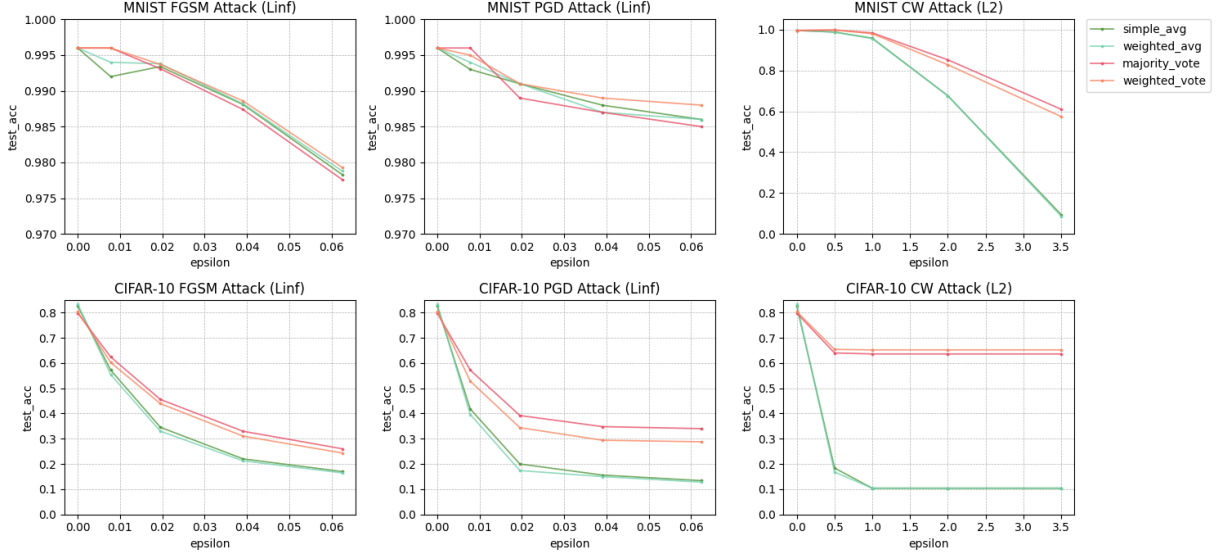 MNIST FGSM Attack (Linf)
MNIST PGD Attack (Linf)
MNIST CW Attack (L2)
simple_avg
weighted_avg
majority_vote
weighted_vote
test_acc
1.000
0.995
0.990
0.985
0.980
0.975
0.970
0.00 0.01 0.02 0.03 0.04 0.05 0.06
epsilon
test_acc
1.000
0.995
0.990
0.985
0.980
0.975
0.970
0.00 0.01 0.02 0.03 0.04 0.05 0.06
epsilon
test_acc
1.0
0.8
0.6
0.4
0.2
0.0
0.0 0.5 1.0 1.5 2.0 2.5 3.0 3.5
epsilon
CIFAR-10 FGSM Attack (Linf)
CIFAR-10 PGD Attack (Linf)
CIFAR-10 CW Attack (L2)
test_acc
0.8
0.7
0.6
0.5
0.4
0.3
0.2
0.1
0.0
0.00 0.01 0.02 0.03 0.04 0.05 0.06
epsilon
test_acc
0.8
0.7
0.6
0.5
0.4
0.3
0.2
0.1
0.0
0.00 0.01 0.02 0.03 0.04 0.05 0.06
epsilon
test_acc
0.8
0.7
0.6
0.5
0.4
0.3
0.2
0.1
0.0
0.0 0.5 1.0 1.5 2.0 2.5 3.0 3.5
epsilon